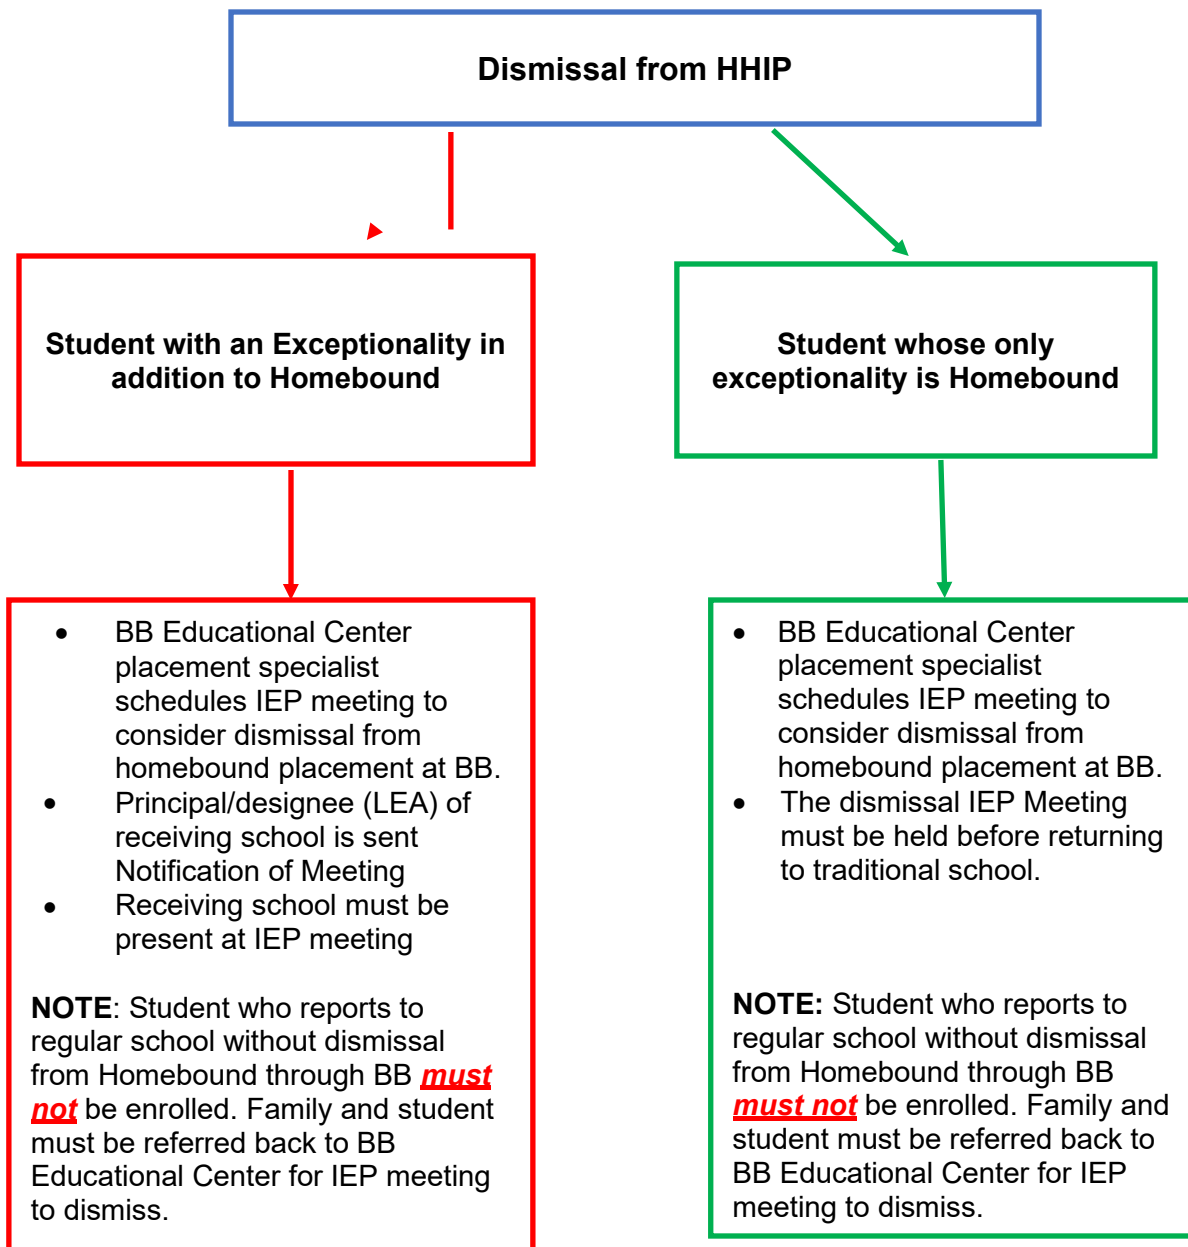 Dismissal from HHIP
Student with an Exceptionality in
addition to Homebound
Student whose only
exceptionality is Homebound
• BB Educational Center
placement specialist
schedules IEP meeting to
consider dismissal from
homebound placement at BB.
• Principal/designee (LEA) of
receiving school is sent
Notification of Meeting
• Receiving school must be
present at IEP meeting
NOTE: Student who reports to
regular school without dismissal
from Homebound through BB must
not be enrolled. Family and student
must be referred back to BB
Educational Center for IEP meeting
to dismiss.
• BB Educational Center
placement specialist
schedules IEP meeting to
consider dismissal from
homebound placement at BB.
• The dismissal IEP Meeting
must be held before returning
to traditional school.
NOTE: Student who reports to
regular school without dismissal
from Homebound through BB
must not be enrolled. Family and
student must be referred back to
BB Educational Center for IEP
meeting to dismiss.